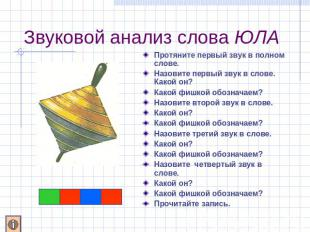 Звуковой анализ слова ЮЛА
Протяните первый звук в полном
слове.
Назовите первый звук в слове.
Какой он?
Какой фишкой обозначаем?
Назовите второй звук в слове.
Какой он?
Какой фишкой обозначаем?
Назовите третий звук в слове.
Какой он?
Какой фишкой обозначаем?
Назовите четвертый звук в
слове.
Какой он?
Какой фишкой обозначаем?
Прочитайте запись.